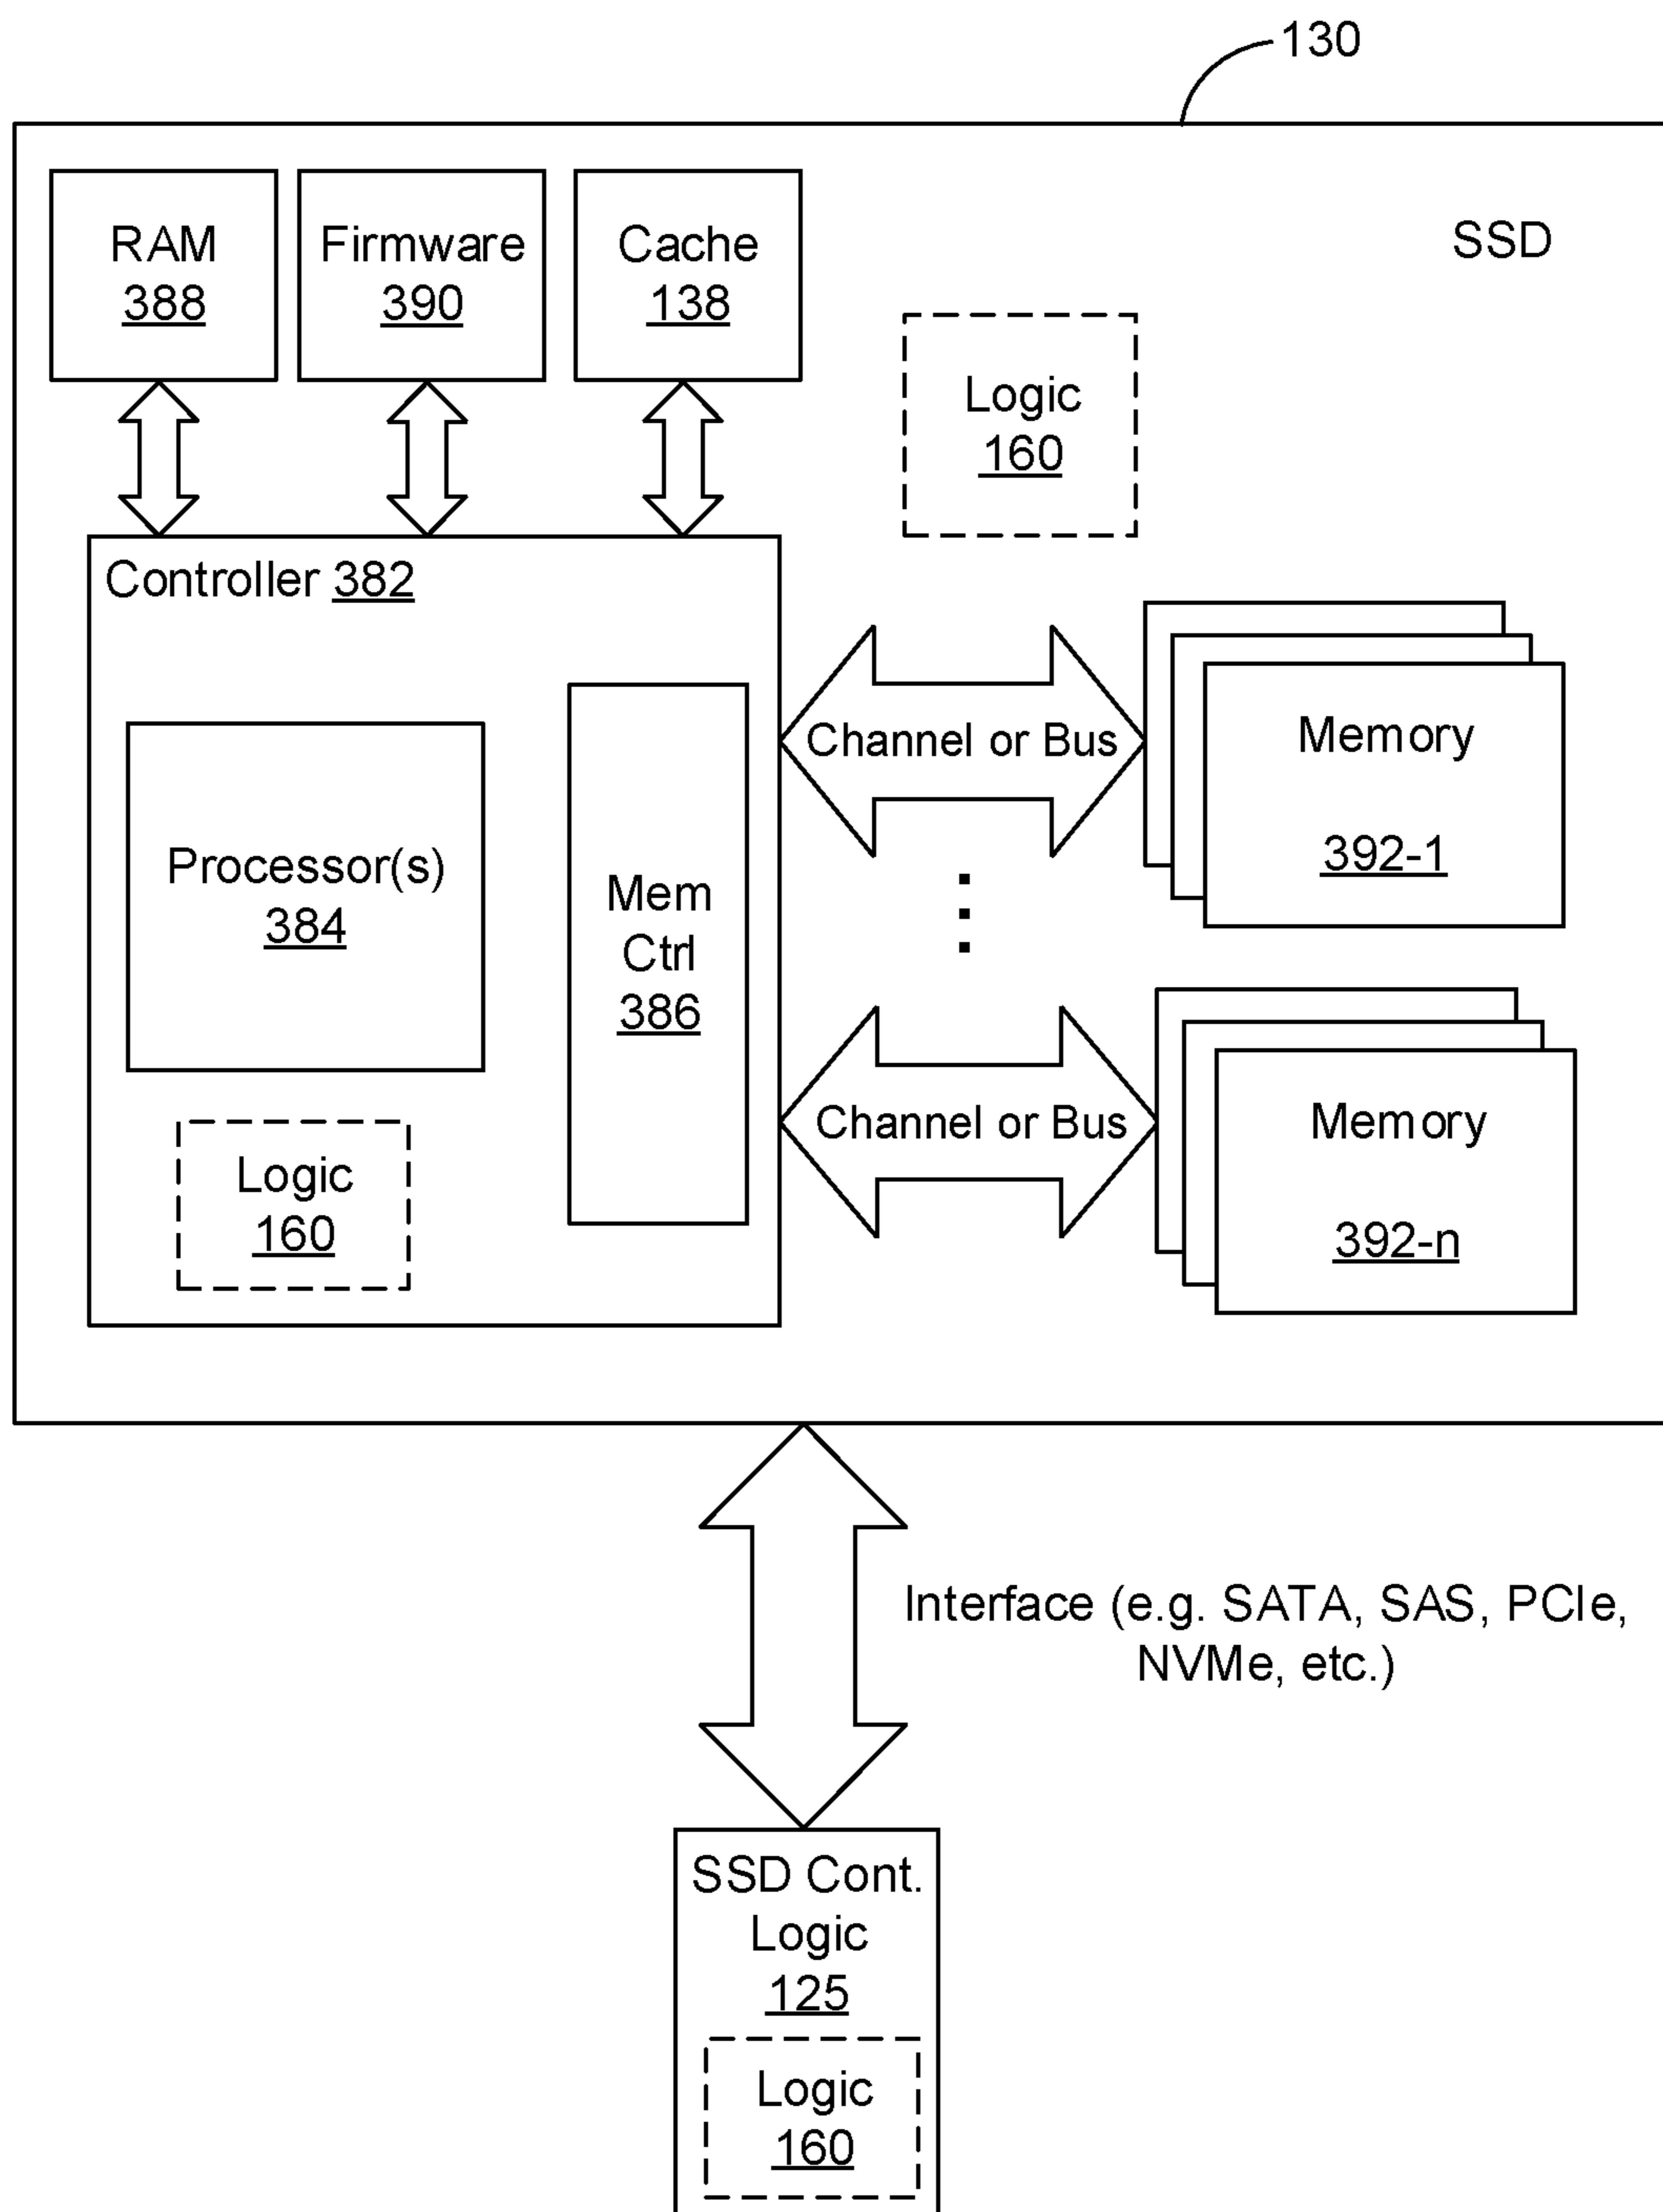 130
RAM
388
Firmware
390
Cache
138
SSD
Logic
160
Controller 382
Processor(s)
384
Mem
Ctrl
386
Logic
160
Channel or Bus
Memory
392-1
Channel or Bus
Memory
392-n
Interface (e.g. SATA, SAS, PCIe,
NVMe, etc.)
SSD Cont.
Logic
125
Logic
160